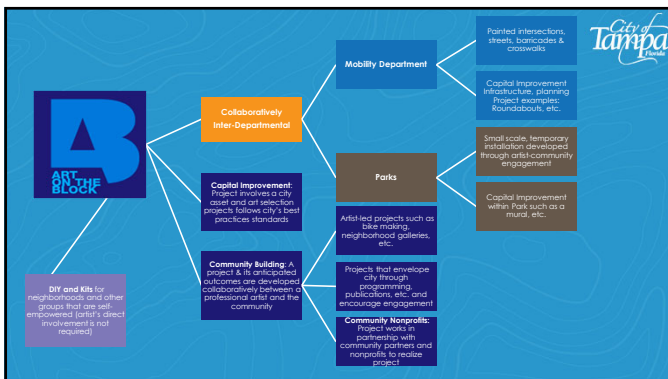 City of
Tampa
Florida
AB
ART
ON THE
BLOCK
DIY and Kits for
neighborhoods and other
groups that are self-
empowered (artist's direct
involvement is not
required)
Collaboratively
Inter-Departmental
Capital Improvement:
Project involves a city
asset and art selection
projects follows city's best
practices standards
Community Building: A
project & its anticipated
outcomes are developed
collaboratively between a
professional artist and the
community
Mobility Department
Parks
Artist-led projects such as
bike making,
neighborhood galleries,
etc.
Projects that envelope
city through
programming,
publications, etc. and
encourage engagement
Community Nonprofits:
Project works in
partnership with
community partners and
nonprofits to realize
project
Painted intersections,
streets, barricades &
crosswalks
Capital Improvement
Infrastructure, planning
Project examples:
Roundabouts, etc.
Small scale, temporary
installation developed
through artist-community
engagement
Capital Improvement
within Park such as a
mural, etc.